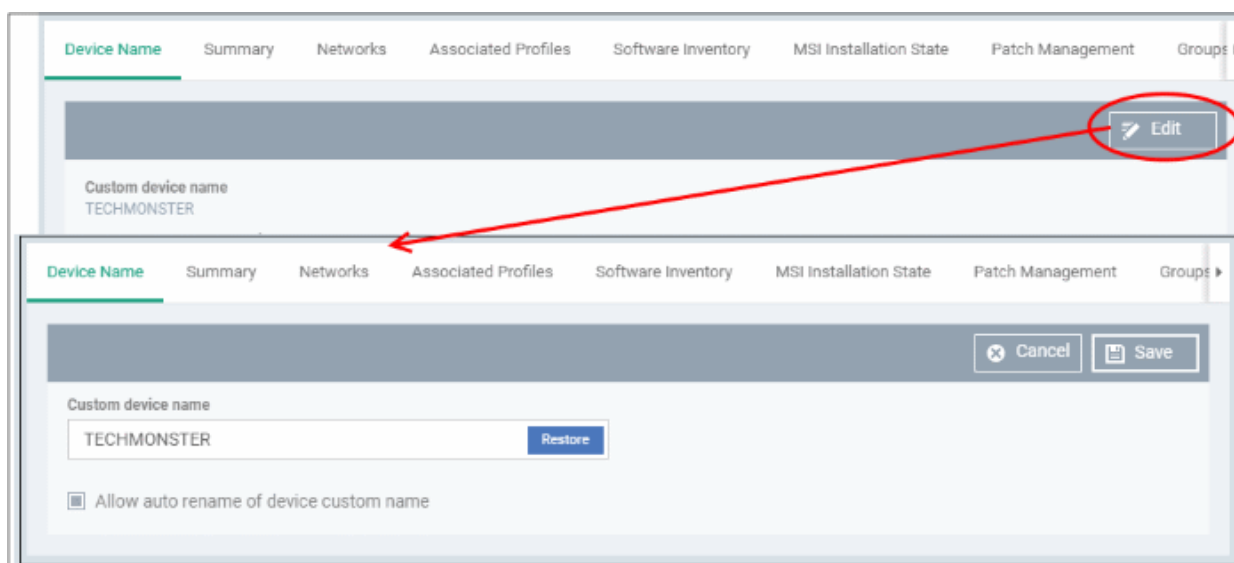 Device Name Summary Networks Associated Profiles Software Inventory MSI Installation State Patch Management Groups
Edit
Custom device name
TECHMONSTER
Device Name Summary Networks Associated Profiles Software Inventory MSI Installation State Patch Management Groups
Cancel Save
Custom device name
TECHMONSTER Restore
Allow auto rename of device custom name